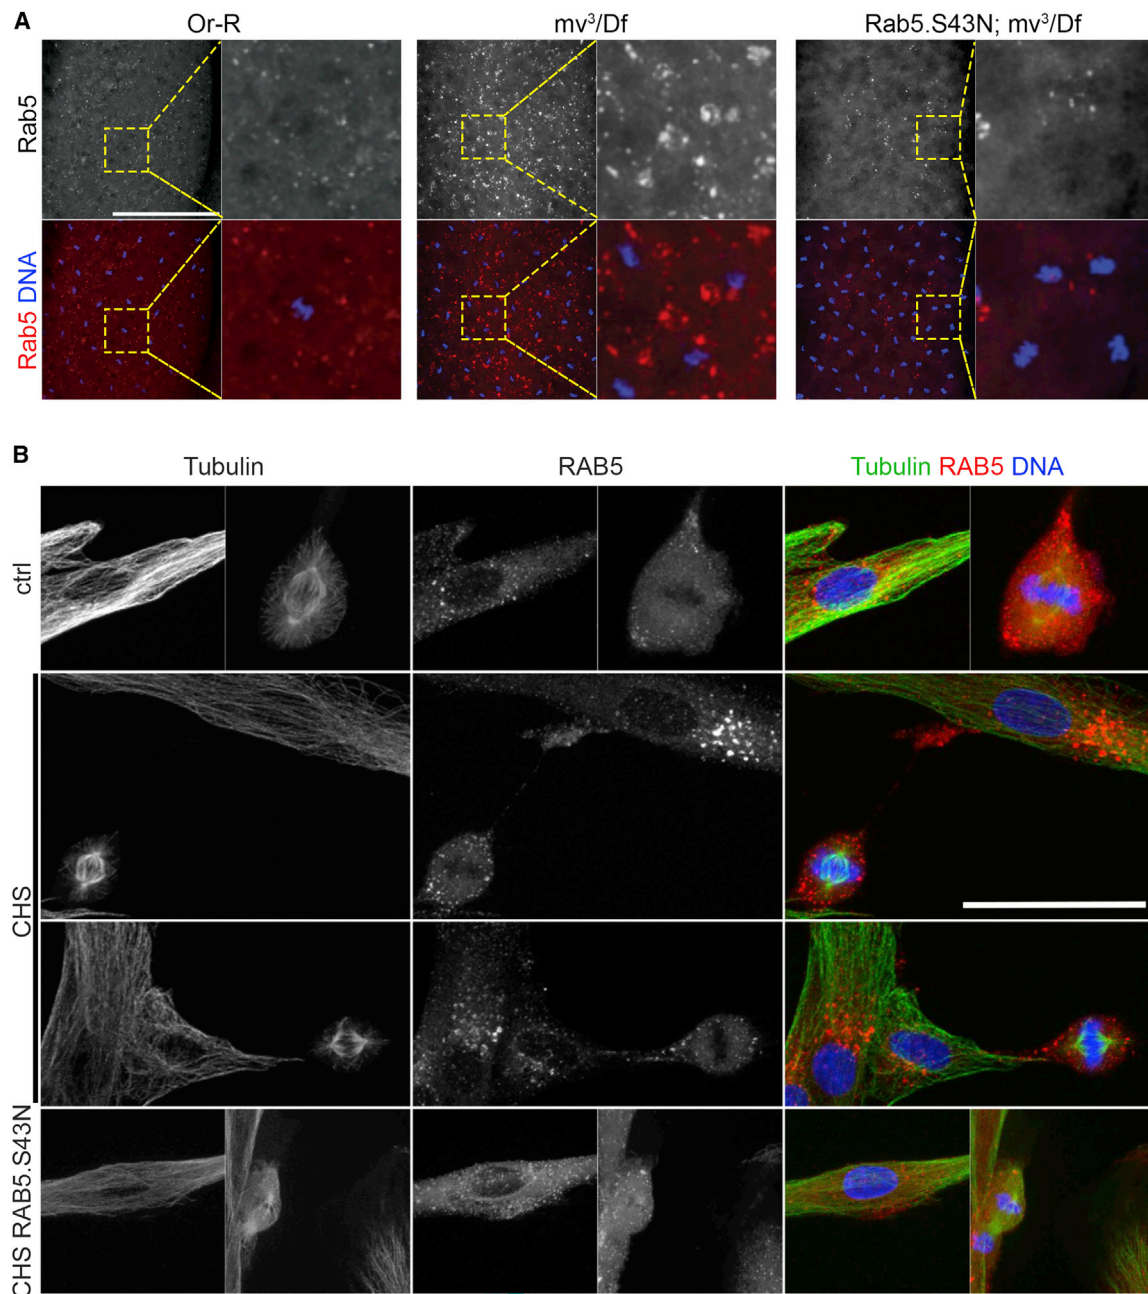 A
Or-R
mv³/Df
Rab5.S43N; mv³/Df
Rab5
Rab5 DNA
B
Tubulin
RAB5
Tubulin RAB5 DNA
ctrl
CHS
CHS RAB5.S43N